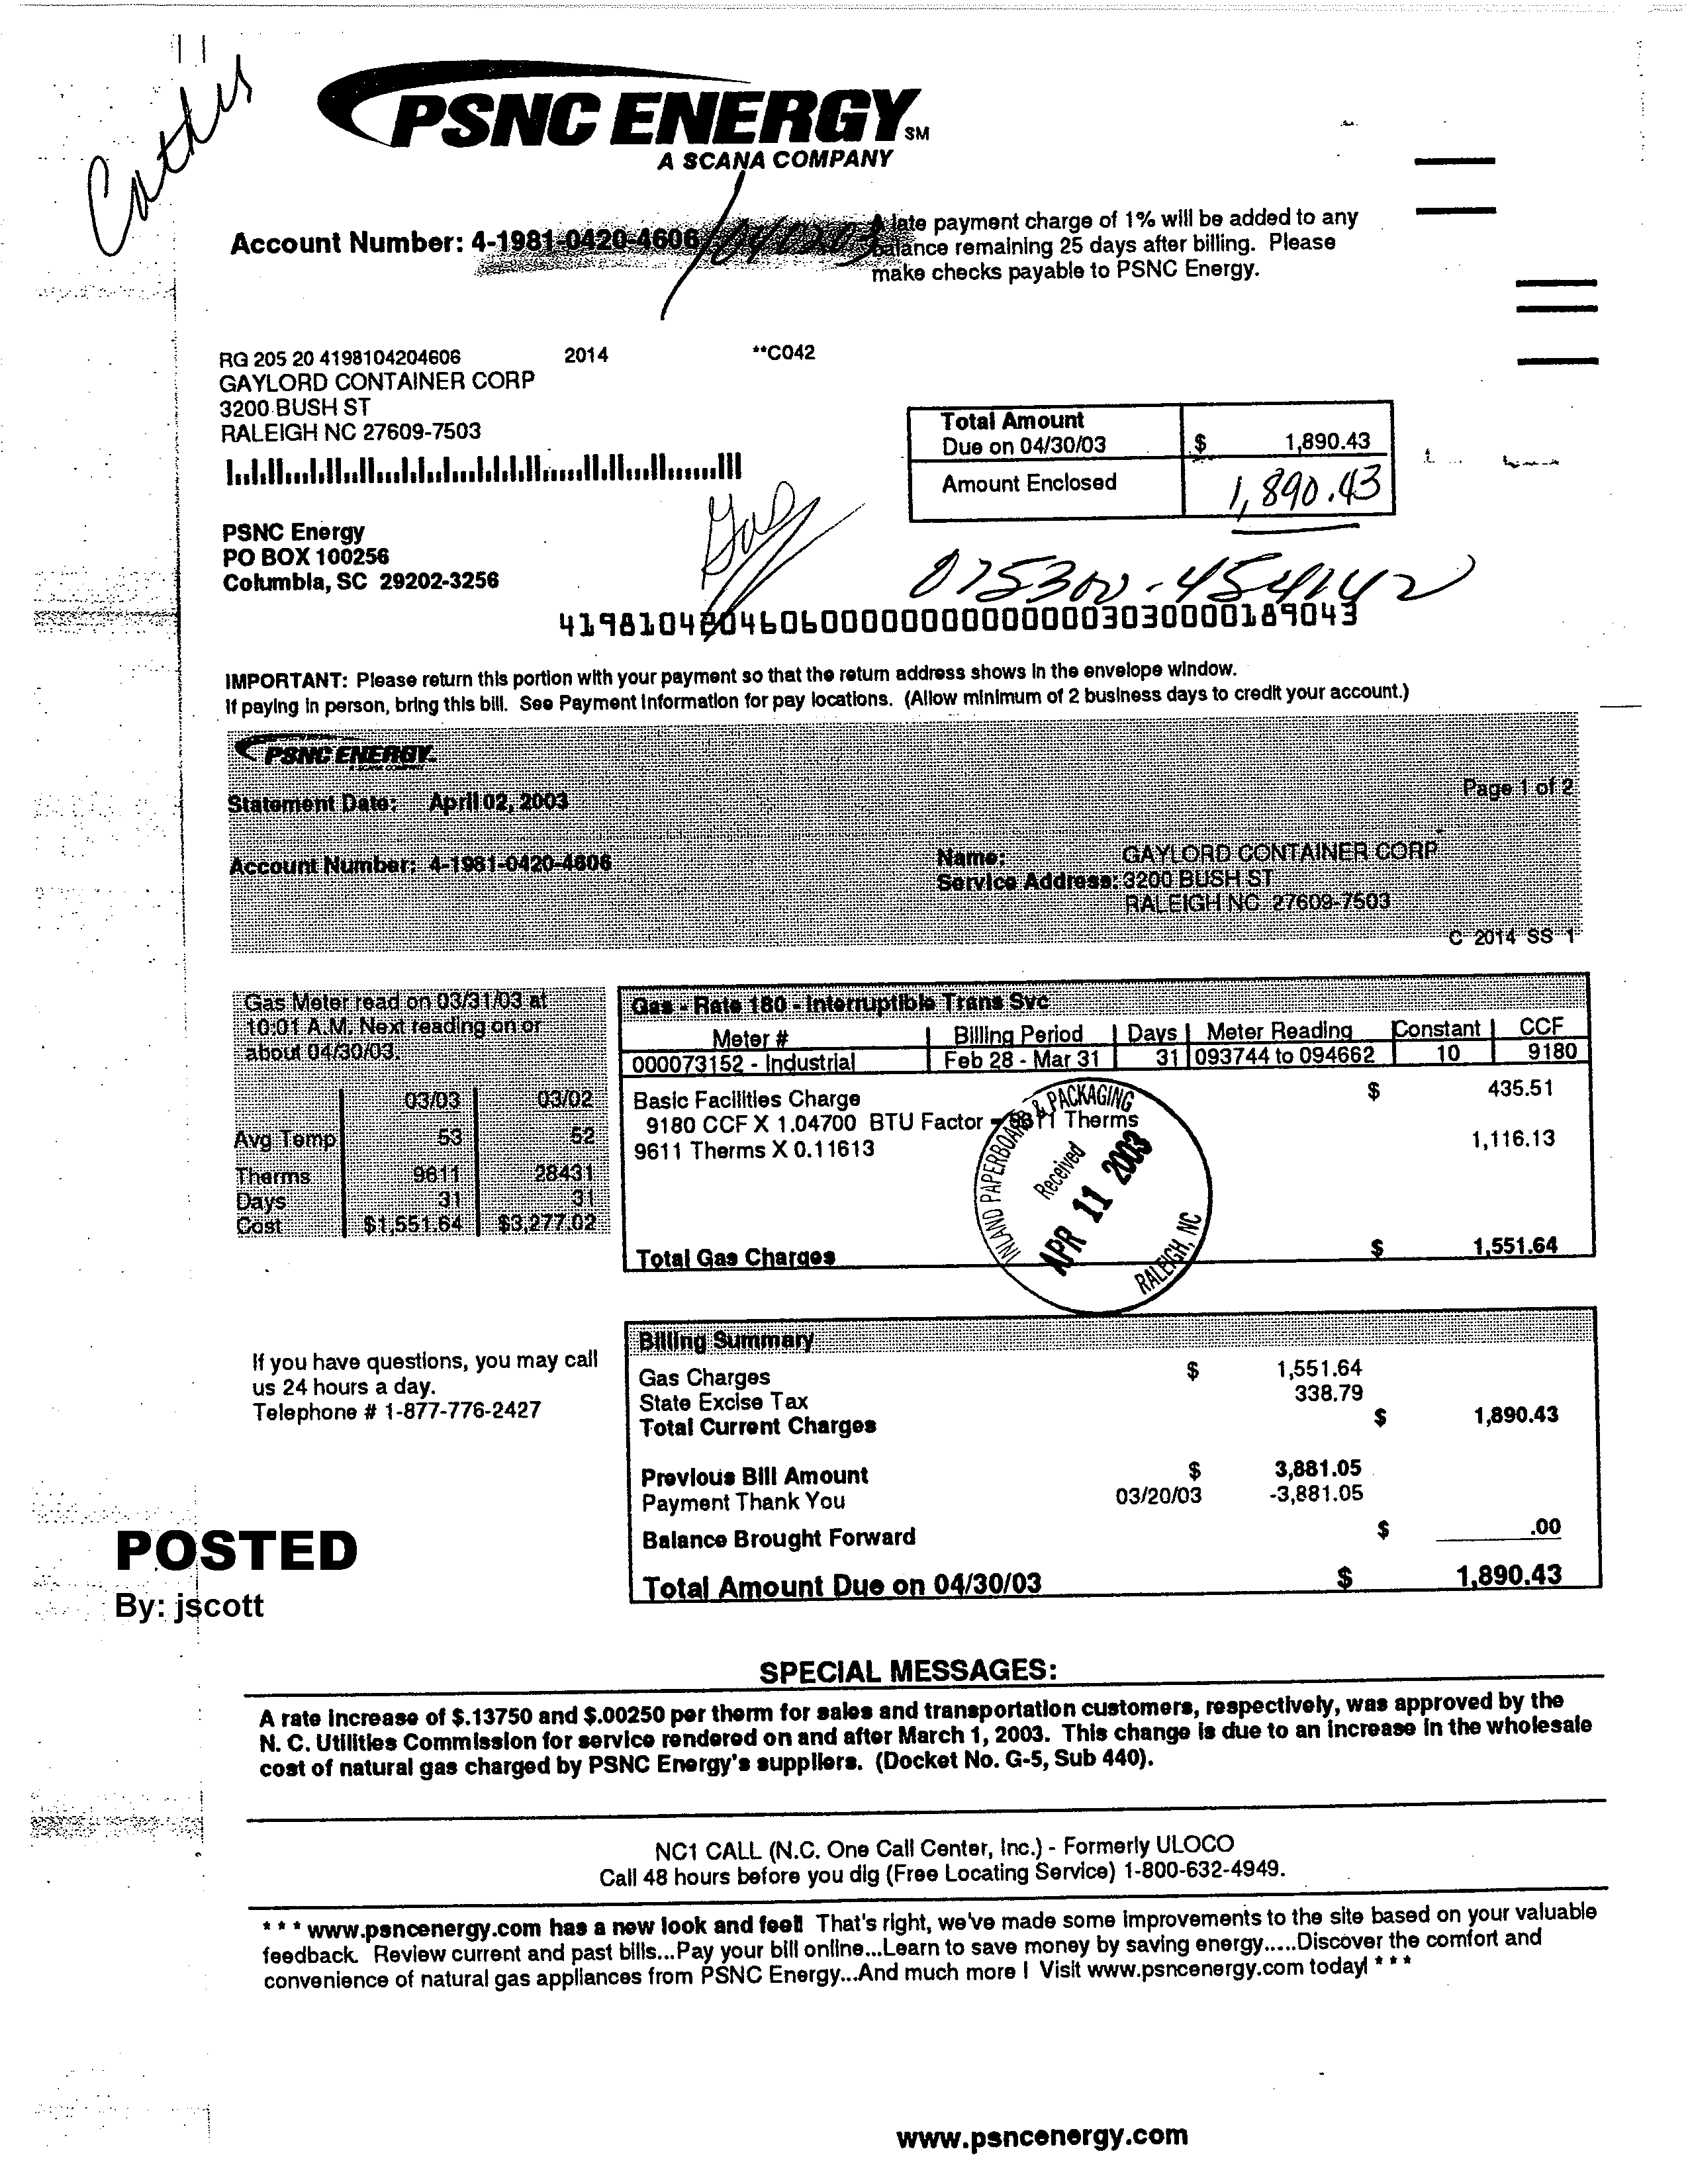 Cathy
PSNC ENERGY SM
A SCANA COMPANY
Account Number: 4-1981-0420-4606 / 040203
A late payment charge of 1% will be added to any
balance remaining 25 days after billing. Please
make checks payable to PSNC Energy.
RG 205 20 4198104204606 2014 **C042
GAYLORD CONTAINER CORP
3200 BUSH ST
RALEIGH NC 27609-7503
Total Amount
Due on 04/30/03 $ 1,890.43
Amount Enclosed 1,890.43
PSNC Energy
PO BOX 100256
Columbia, SC 29202-3256
Gas
075300-454142
IMPORTANT: Please return this portion with your payment so that the return address shows in the envelope window.
If paying in person, bring this bill. See Payment Information for pay locations. (Allow minimum of 2 business days to credit your account.)
PSNC ENERGY
A SCANA COMPANY
Statement Date: April 02, 2003
Page 1 of 2
Account Number: 4-1981-0420-4606
Name: GAYLORD CONTAINER CORP
Service Address: 3200 BUSH ST
RALEIGH NC 27609-7503
C 2014 SS 1
Gas Meter read on 03/31/03 at
10:01 A.M. Next reading on or
about 04/30/03.
03/03 03/02
Avg Temp 53 52
Therms 9611 28431
Days 31 31
Cost $1,551.64 $3,277.02
Gas - Rate 180 - Interruptible Trans Svc
Meter # Billing Period Days Meter Reading Constant CCF
000073152 - Industrial Feb 28 - Mar 31 31 093744 to 094662 10 9180
Basic Facilities Charge $ 435.51
9180 CCF X 1.04700 BTU Factor = 9611 Therms
9611 Therms X 0.11613 1,116.13
Total Gas Charges $ 1,551.64
INLAND PAPERBOARD & PACKAGING
Received
APR 11 2003
RALEIGH, NC
If you have questions, you may call
us 24 hours a day.
Telephone # 1-877-776-2427
Billing Summary
Gas Charges $ 1,551.64
State Excise Tax 338.79
Total Current Charges $ 1,890.43
Previous Bill Amount $ 3,881.05
Payment Thank You 03/20/03 -3,881.05
Balance Brought Forward $ .00
Total Amount Due on 04/30/03 $ 1,890.43
POSTED
By: jscott
SPECIAL MESSAGES:
A rate increase of $.13750 and $.00250 per therm for sales and transportation customers, respectively, was approved by the
N. C. Utilities Commission for service rendered on and after March 1, 2003. This change is due to an increase in the wholesale
cost of natural gas charged by PSNC Energy's suppliers. (Docket No. G-5, Sub 440).
NC1 CALL (N.C. One Call Center, Inc.) - Formerly ULOCO
Call 48 hours before you dig (Free Locating Service) 1-800-632-4949.
* * * www.psncenergy.com has a new look and feel! That's right, we've made some improvements to the site based on your valuable
feedback. Review current and past bills...Pay your bill online...Learn to save money by saving energy.....Discover the comfort and
convenience of natural gas appliances from PSNC Energy...And much more ! Visit www.psncenergy.com today! * * *
www.psncenergy.com